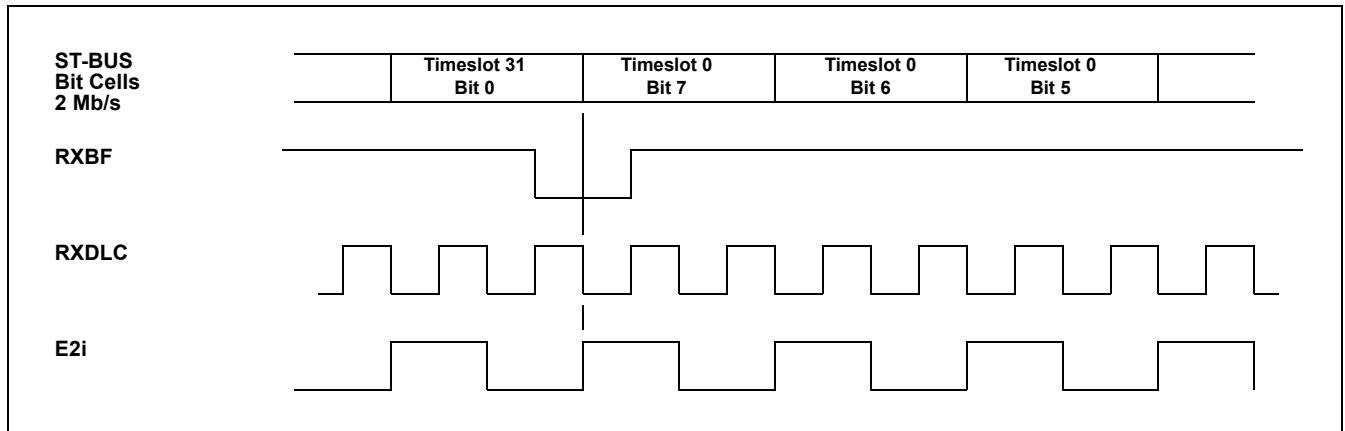 ST-BUS
Bit Cells
2 Mb/s
Timeslot 31
Bit 0
Timeslot 0
Bit 7
Timeslot 0
Bit 6
Timeslot 0
Bit 5
RXBF
RXDLC
E2i